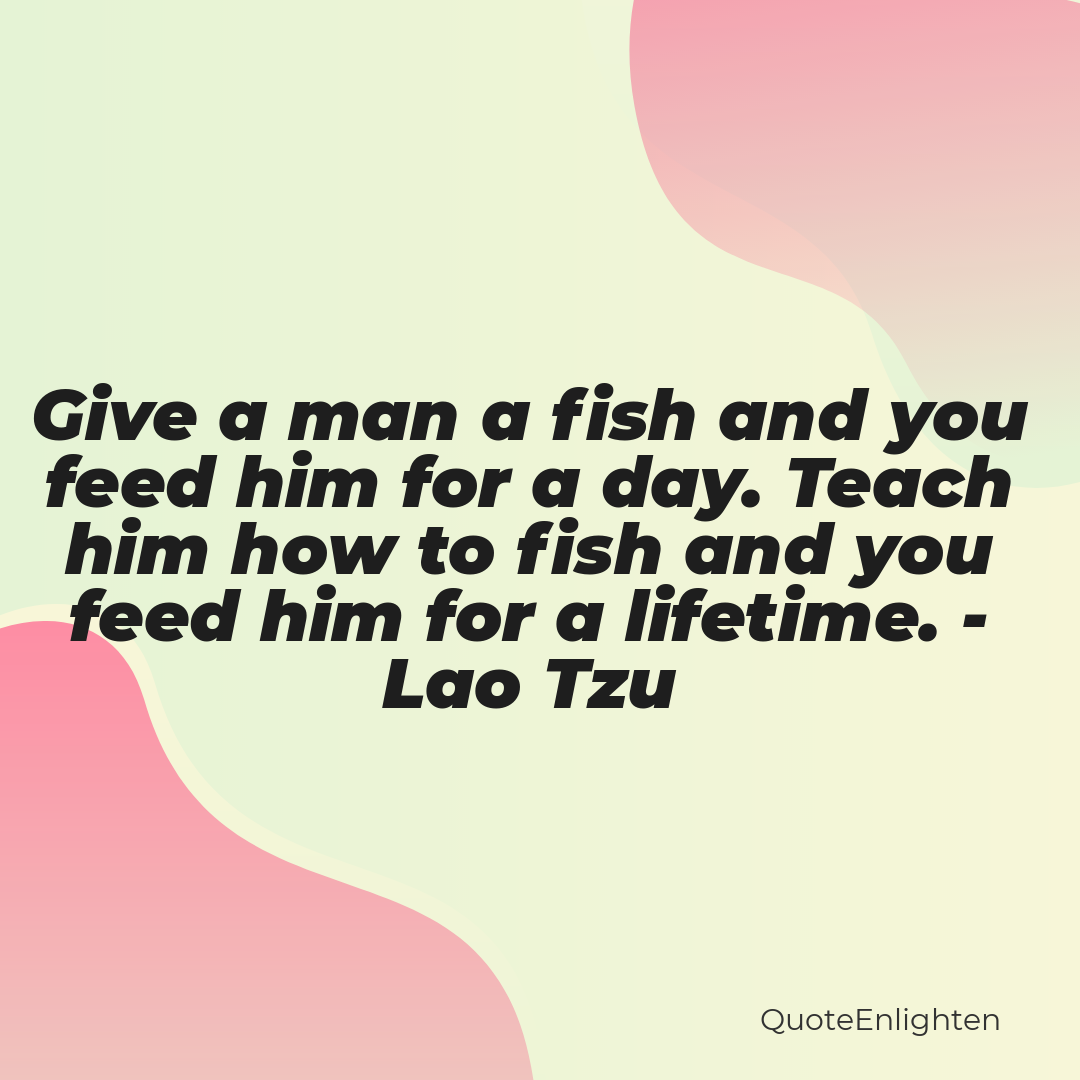 Give a man a fish and you
feed him for a day. Teach
him how to fish and you
feed him for a lifetime. -
Lao Tzu
QuoteEnlighten